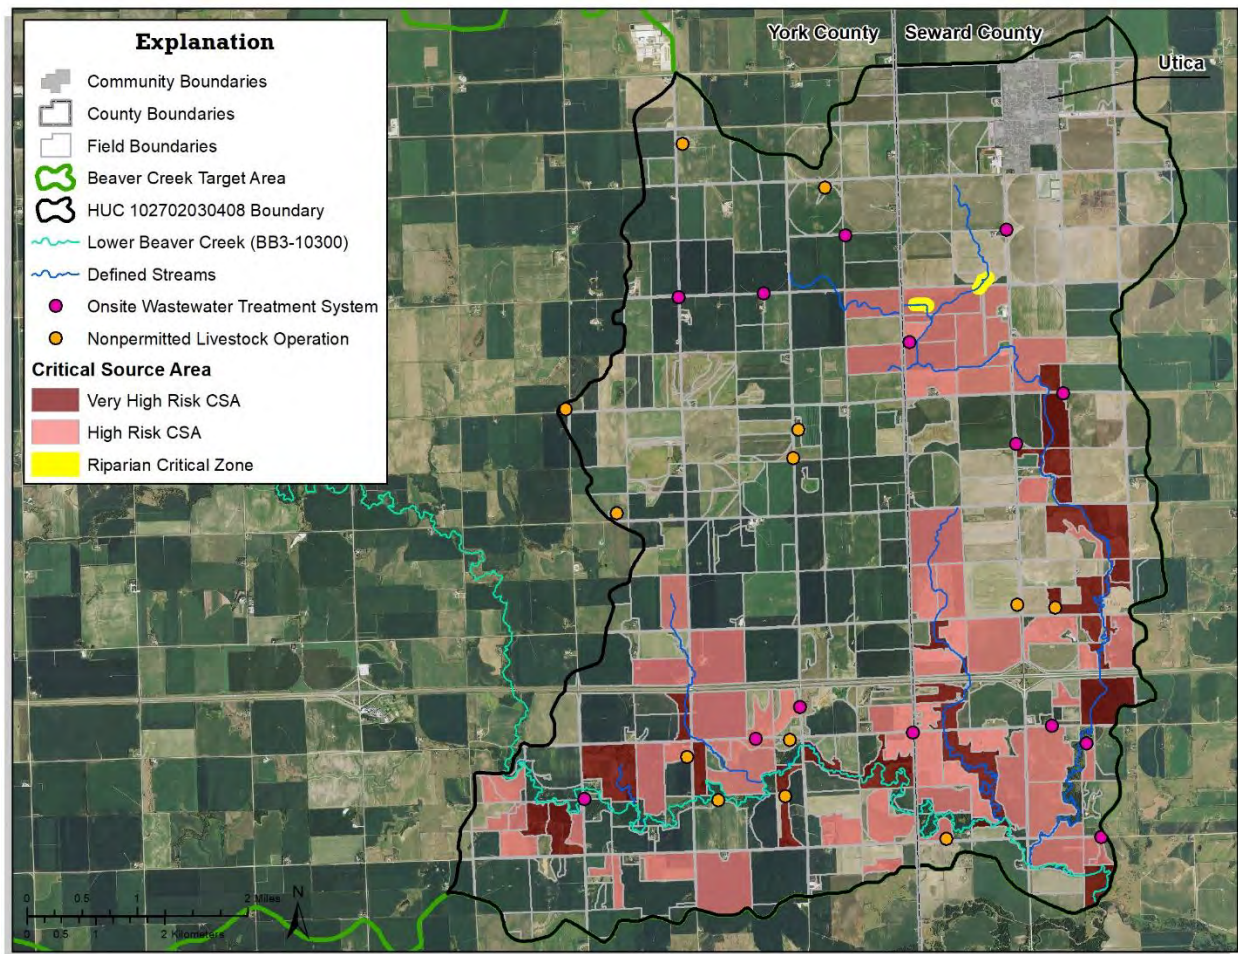 Explanation
Community Boundaries
County Boundaries
Field Boundaries
Beaver Creek Target Area
HUC 102702030408 Boundary
Lower Beaver Creek (BB3-10300)
Defined Streams
Onsite Wastewater Treatment System
Nonpermitted Livestock Operation
Critical Source Area
Very High Risk CSA
High Risk CSA
Riparian Critical Zone
York County
Seward County
Utica
0 0.5 1 2 Miles
0 0.5 1 2 Kilometers
N